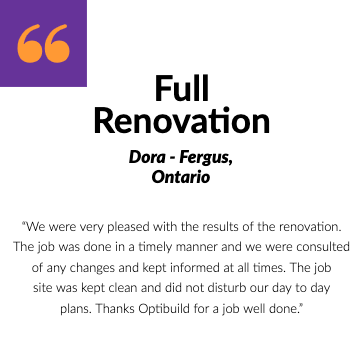 Full
Renovation
Dora - Fergus,
Ontario
“We were very pleased with the results of the renovation.
The job was done in a timely manner and we were consulted
of any changes and kept informed at all times. The job
site was kept clean and did not disturb our day to day
plans. Thanks Optibuild for a job well done.”